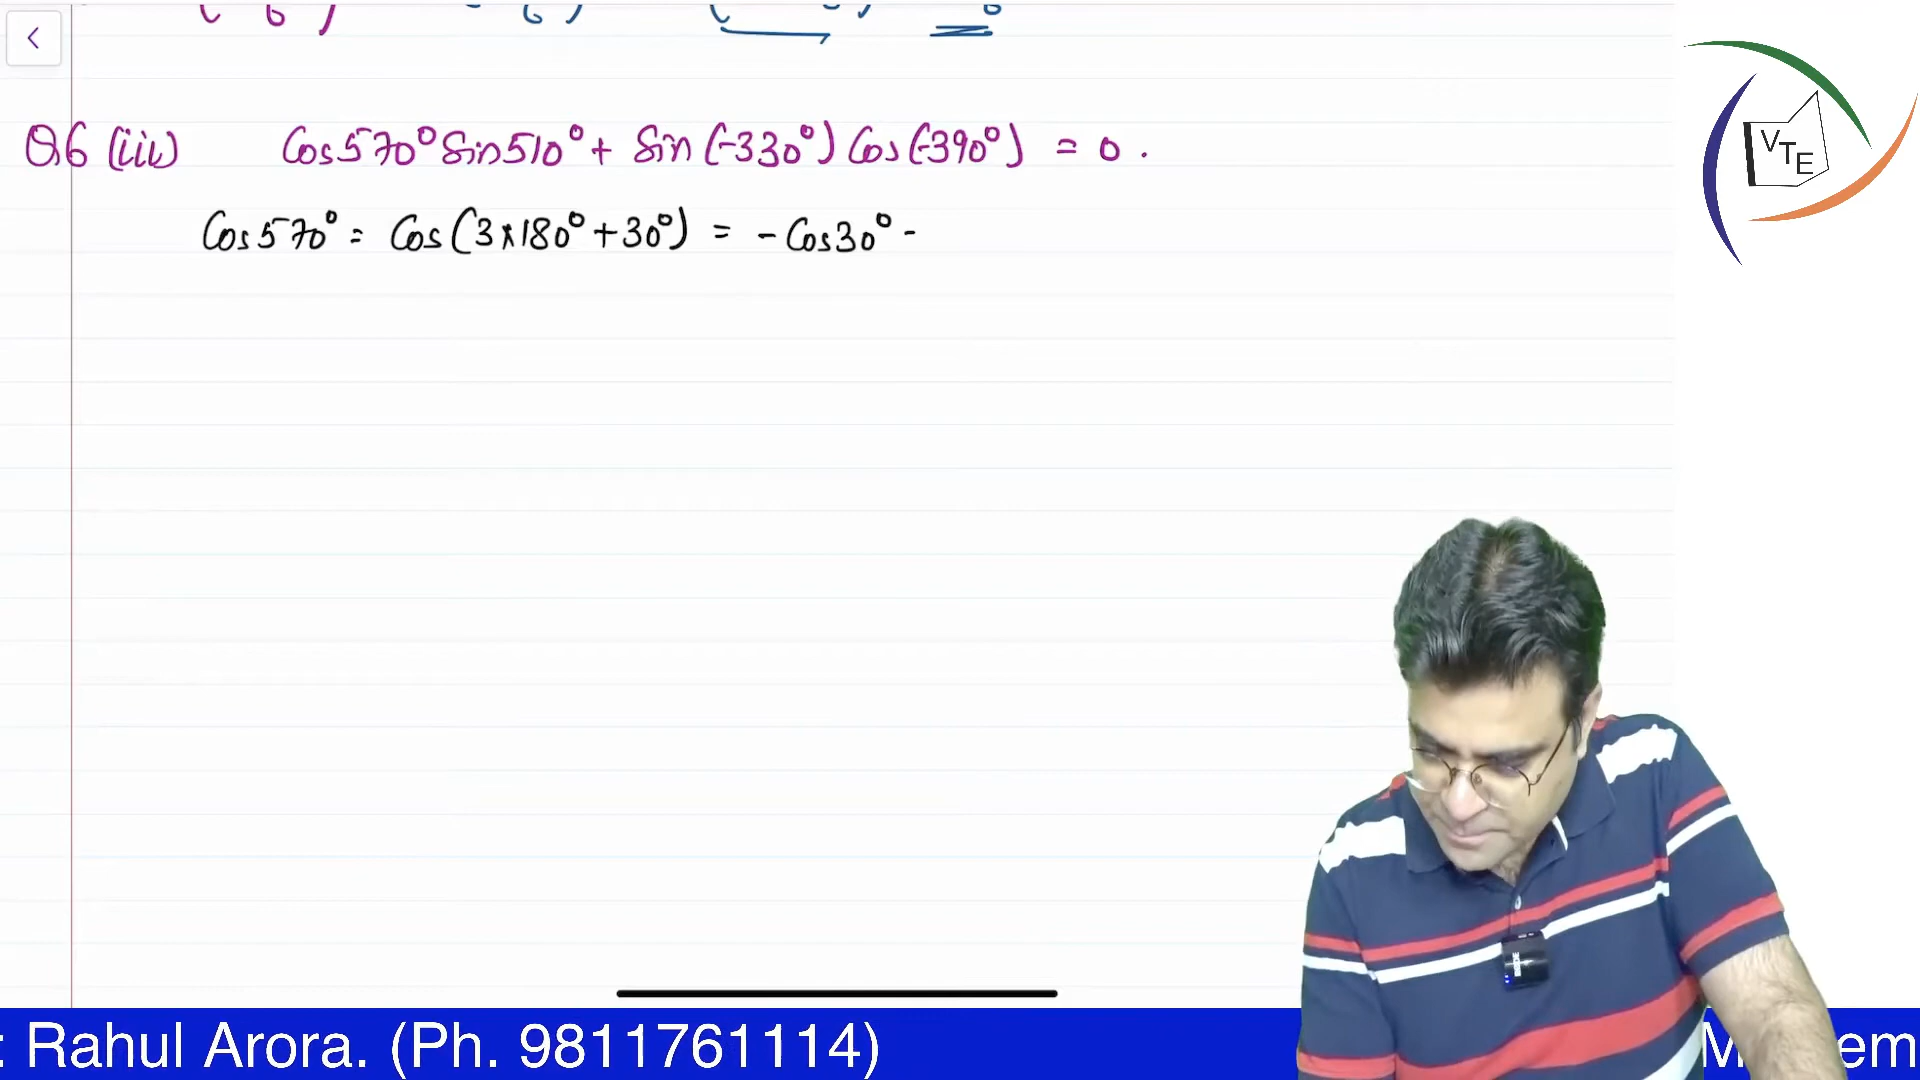 Q6 (iii) Cos570° Sin510° + Sin (-330°) Cos (-390°) = 0 .
Cos570° = Cos (3×180° + 30°) = - Cos30° -
VTE
: Rahul Arora. (Ph. 9811761114)